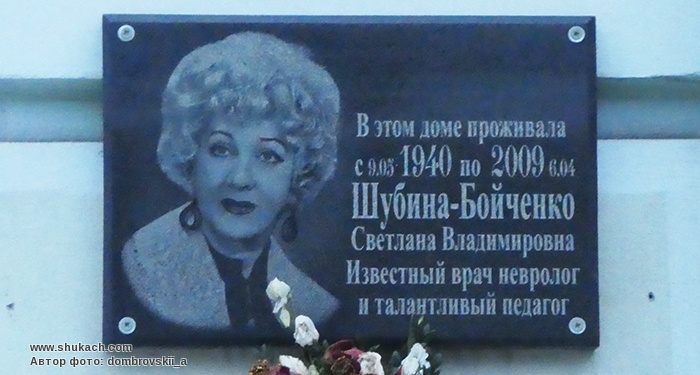 В этом доме проживала
с 9.03 1940 по 2009 6.04
Шубина-Бойченко
Светлана Владимировна
Известный врач невролог
и талантливый педагог
www.shukach.com
Автор фото: dombrovskii_a